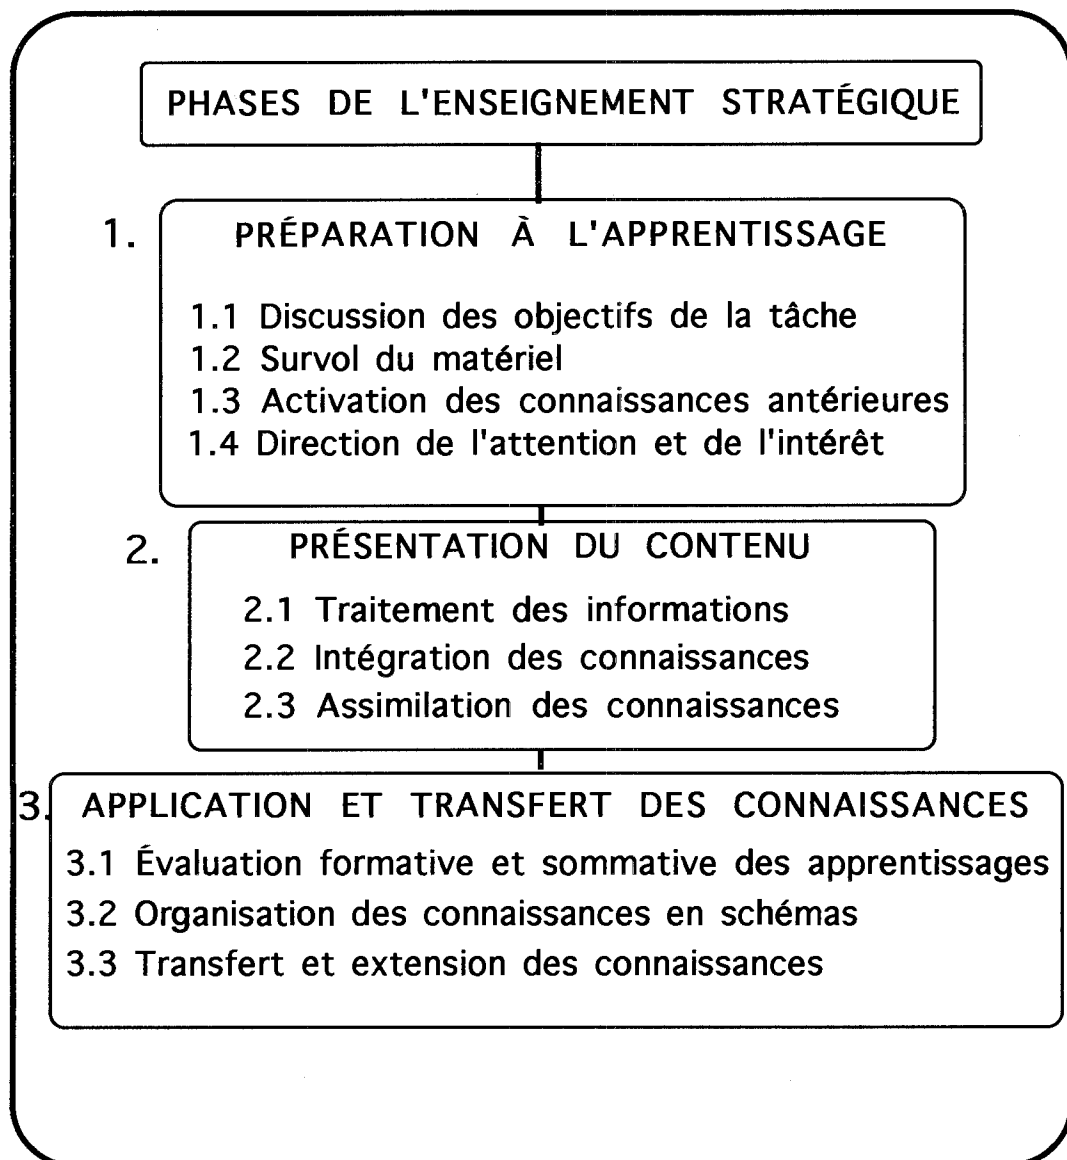 PHASES DE L'ENSEIGNEMENT STRATÉGIQUE
1. PRÉPARATION À L'APPRENTISSAGE
1.1 Discussion des objectifs de la tâche
1.2 Survol du matériel
1.3 Activation des connaissances antérieures
1.4 Direction de l'attention et de l'intérêt
2. PRÉSENTATION DU CONTENU
2.1 Traitement des informations
2.2 Intégration des connaissances
2.3 Assimilation des connaissances
3. APPLICATION ET TRANSFERT DES CONNAISSANCES
3.1 Évaluation formative et sommative des apprentissages
3.2 Organisation des connaissances en schémas
3.3 Transfert et extension des connaissances